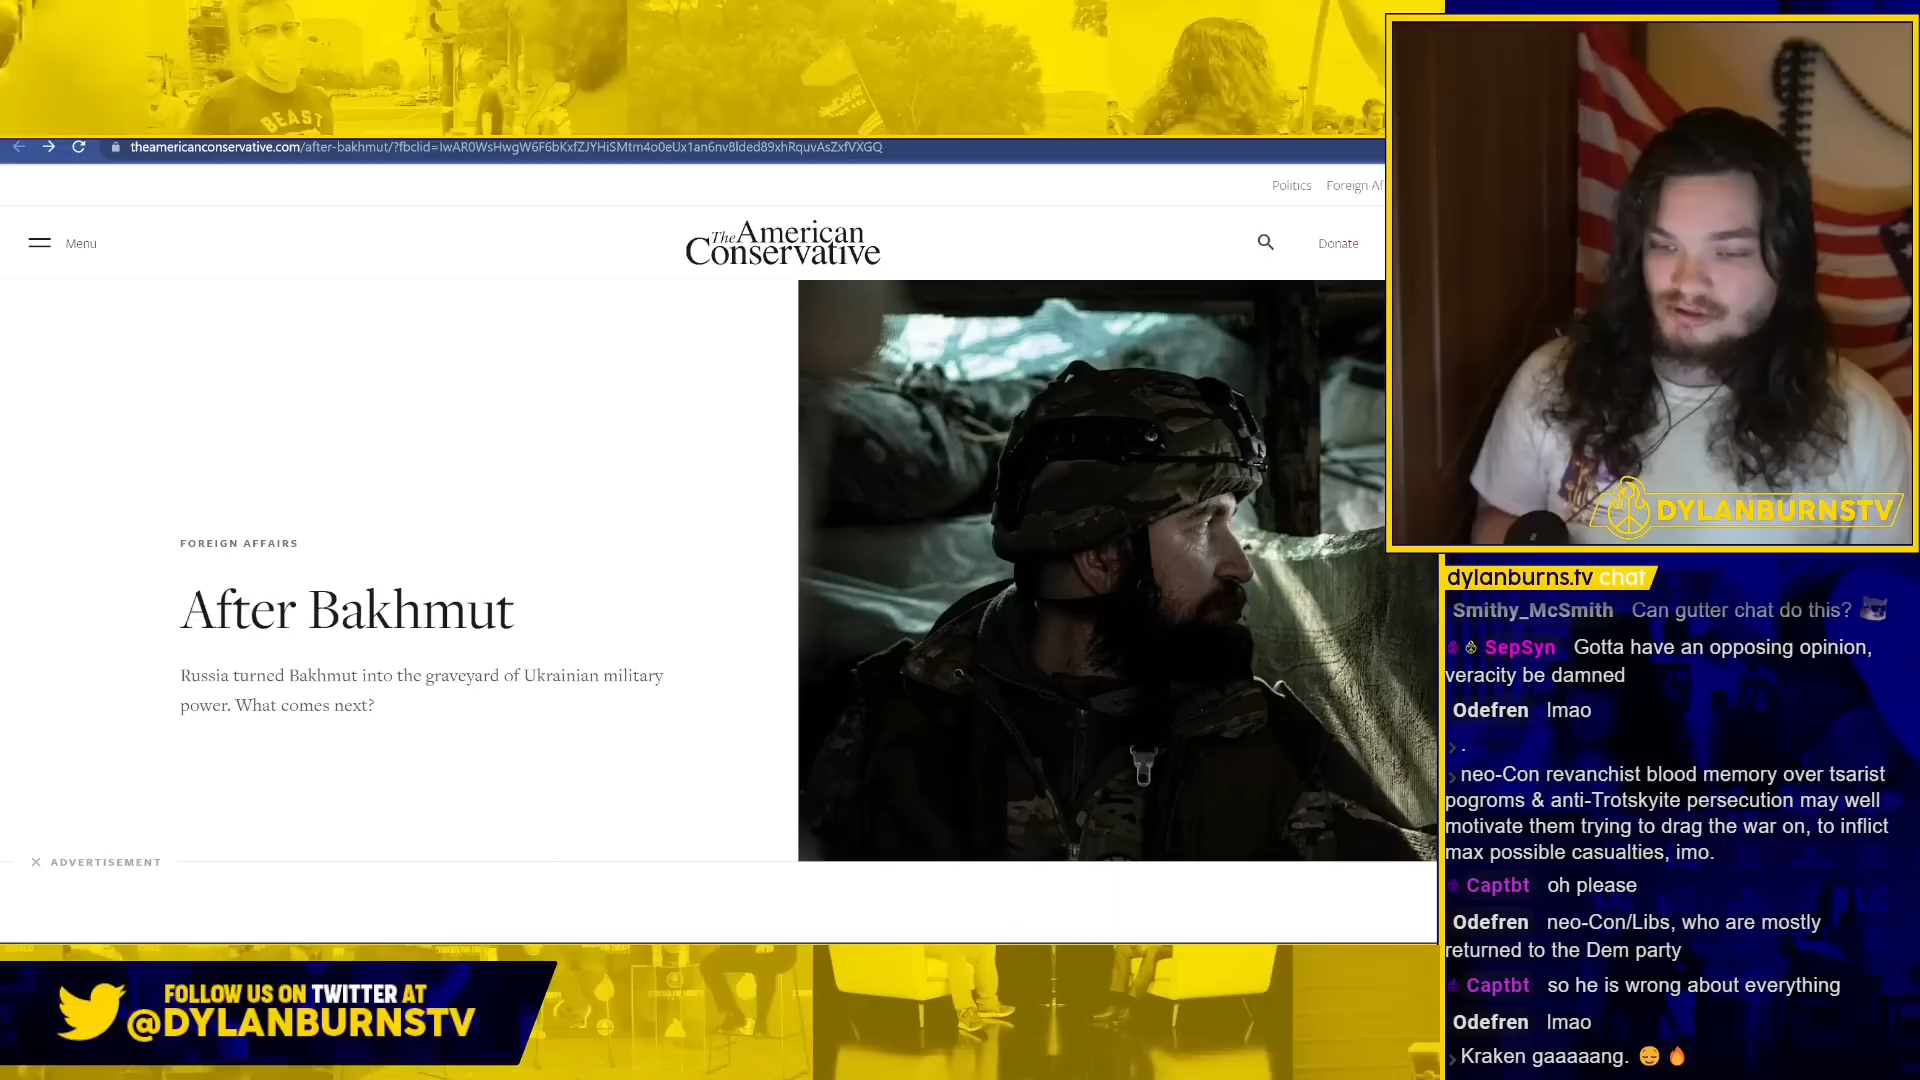 BEAST
theamericanconservative.com/after-bakhmut/?fbclid=IwAR0WsHwgW6F6bKxfZJYHiSMtm4o0eUx1an6nv8lded89xhRquvAsZxfVXGQ
Politics Foreign Af
Menu
The American
Conservative
Donate
FOREIGN AFFAIRS
After Bakhmut
Russia turned Bakhmut into the graveyard of Ukrainian military
power. What comes next?
ADVERTISEMENT
FOLLOW US ON TWITTER AT
@DYLANBURNSTV
DYLANBURNSTV
dylanburns.tv chat
Smithy_McSmith Can gutter chat do this?
SepSyn Gotta have an opposing opinion,
veracity be damned
Odefren lmao
> .
> neo-Con revanchist blood memory over tsarist
pogroms & anti-Trotskyite persecution may well
motivate them trying to drag the war on, to inflict
max possible casualties, imo.
Captbt oh please
Odefren neo-Con/Libs, who are mostly
returned to the Dem party
Captbt so he is wrong about everything
Odefren lmao
> Kraken gaaaaang. 😌 🔥